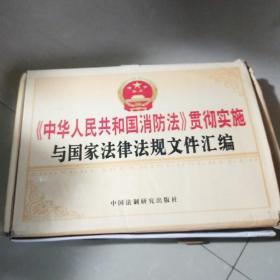 《中华人民共和国消防法》贯彻实施
与国家法律法规文件汇编
中国法制研究出版社